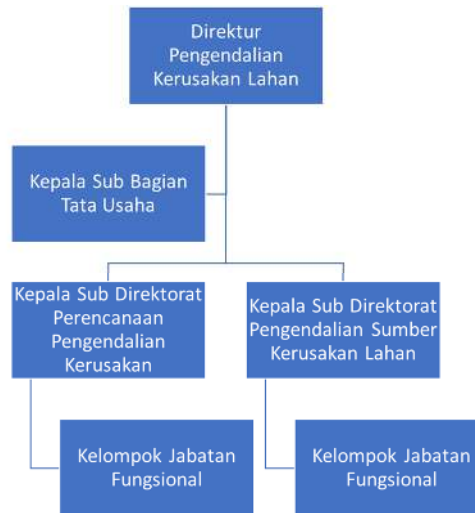 Direktur
Pengendalian
Kerusakan Lahan
Kepala Sub Bagian
Tata Usaha
Kepala Sub Direktorat
Perencanaan
Pengendalian
Kerusakan
Kepala Sub Direktorat
Pengendalian Sumber
Kerusakan Lahan
Kelompok Jabatan
Fungsional
Kelompok Jabatan
Fungsional